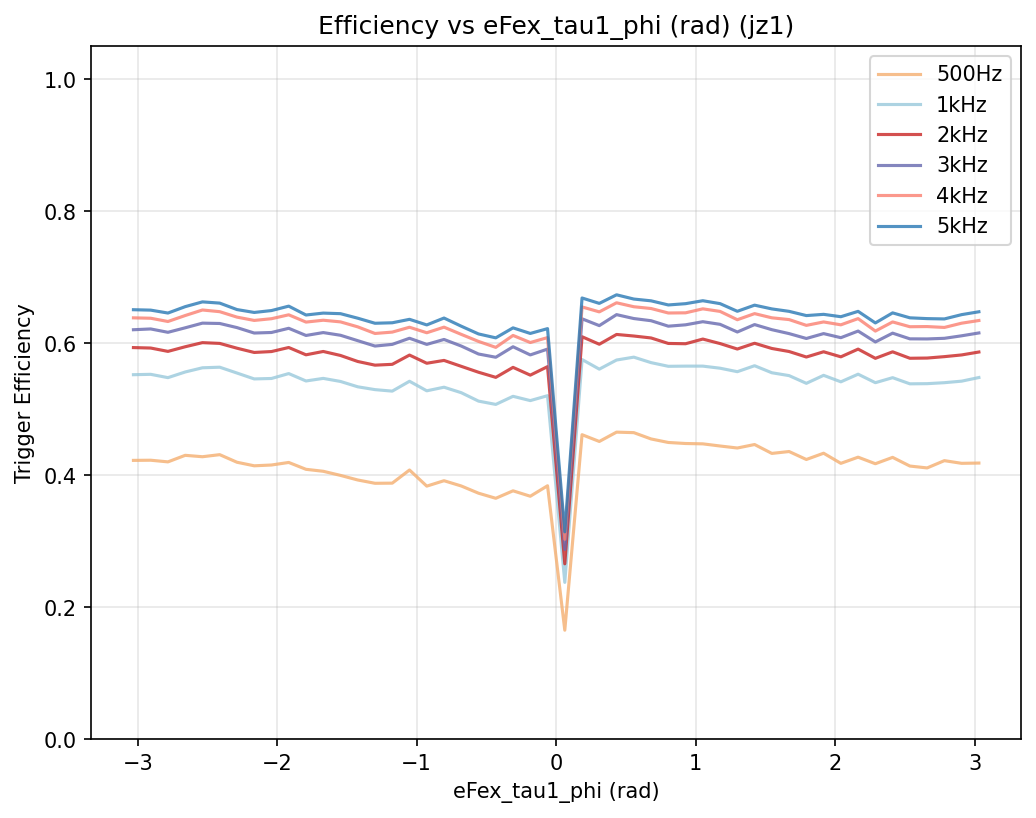 Efficiency vs eFex_tau1_phi (rad) (jz1)
Trigger Efficiency
1.0
0.8
0.6
0.4
0.2
0.0
500Hz
1kHz
2kHz
3kHz
4kHz
5kHz
−3 −2 −1 0 1 2 3
eFex_tau1_phi (rad)